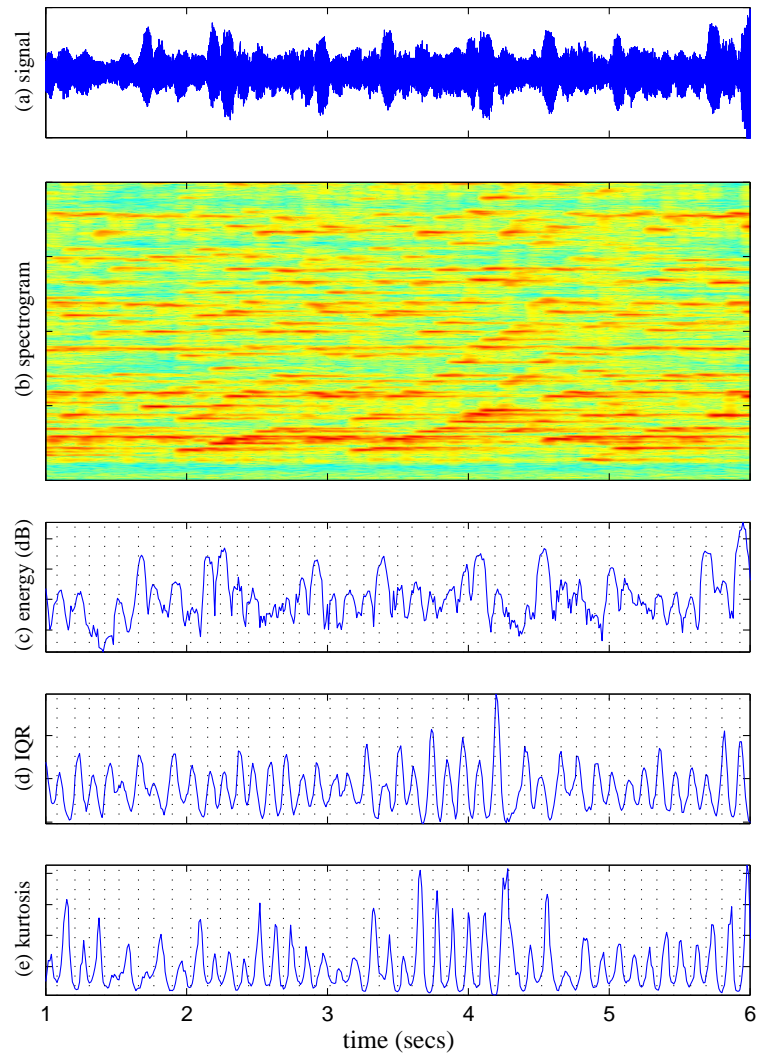 (a) signal
(b) spectrogram
(c) energy (dB)
(d) IQR
(e) kurtosis
1 2 3 4 5 6
time (secs)